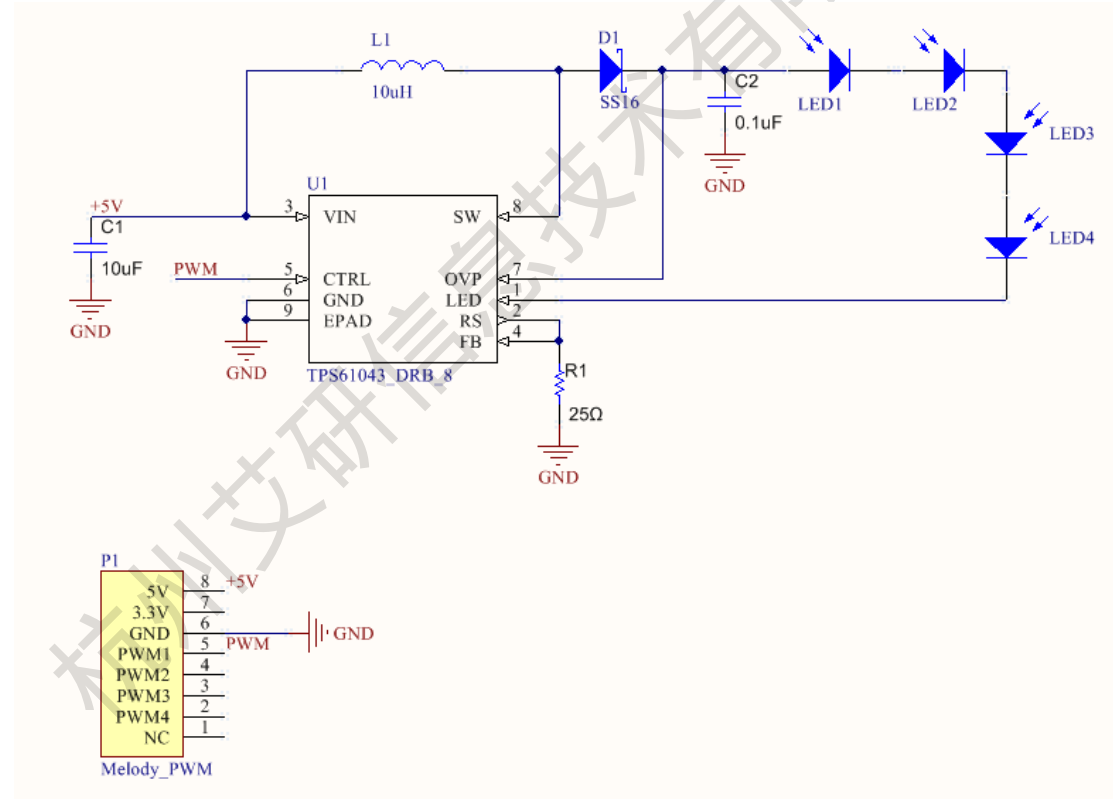 L1
10uH
D1
SS16
C2
0.1uF
GND
LED1
LED2
LED3
LED4
+5V
C1
10uF
GND
PWM
U1
3 VIN
SW 8
5 CTRL
OVP 7
6 GND
LED 1
9 EPAD
RS 2
FB 4
TPS61043_DRB_8
GND
R1
25Ω
GND
P1
5V 8 +5V
3.3V 7
GND 6 GND
PWM1 5 PWM
PWM2 4
PWM3 3
PWM4 2
NC 1
Melody_PWM
杭州艾研信息技术有